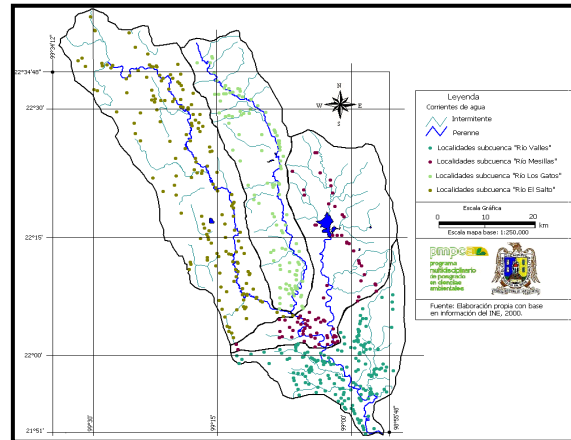 99°34'12"
22°34'48"
22°30'
22°15'
22°00'
21°51'
99°30'
99°15'
99°00'
98°55'48"
N
W E
S
Leyenda
Corrientes de agua
Intermitente
Perenne
Localidades subcuenca "Río Valles"
Localidades subcuenca "Río Mesillas"
Localidades subcuenca "Río Los Gatos"
Localidades subcuenca "Río El Salto"
Escala Gráfica
0 10 20
km
Escala mapa base: 1:250,000
pmpca
programa
multidisciplinario
de posgrado
en ciencias
ambientales
Fuente: Elaboración propia con base
en información del INE, 2000.